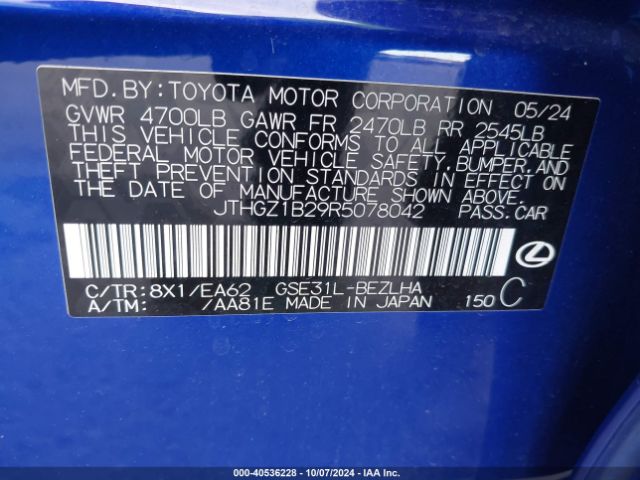 MFD.BY:TOYOTA MOTOR CORPORATION 05/24
GVWR 4700LB GAWR FR 2470LB RR 2545LB
THIS VEHICLE CONFORMS TO ALL APPLICABLE
FEDERAL MOTOR VEHICLE SAFETY, BUMPER, AND
THEFT PREVENTION STANDARDS IN EFFECT ON
THE DATE OF MANUFACTURE SHOWN ABOVE.
JTHGZ1B29R5078042 PASS.CAR
C/TR:8X1/EA62 GSE31L-BEZLHA
A/TM: /AA81E MADE IN JAPAN 150 C
000-40536228 - 10/07/2024 - IAA Inc.